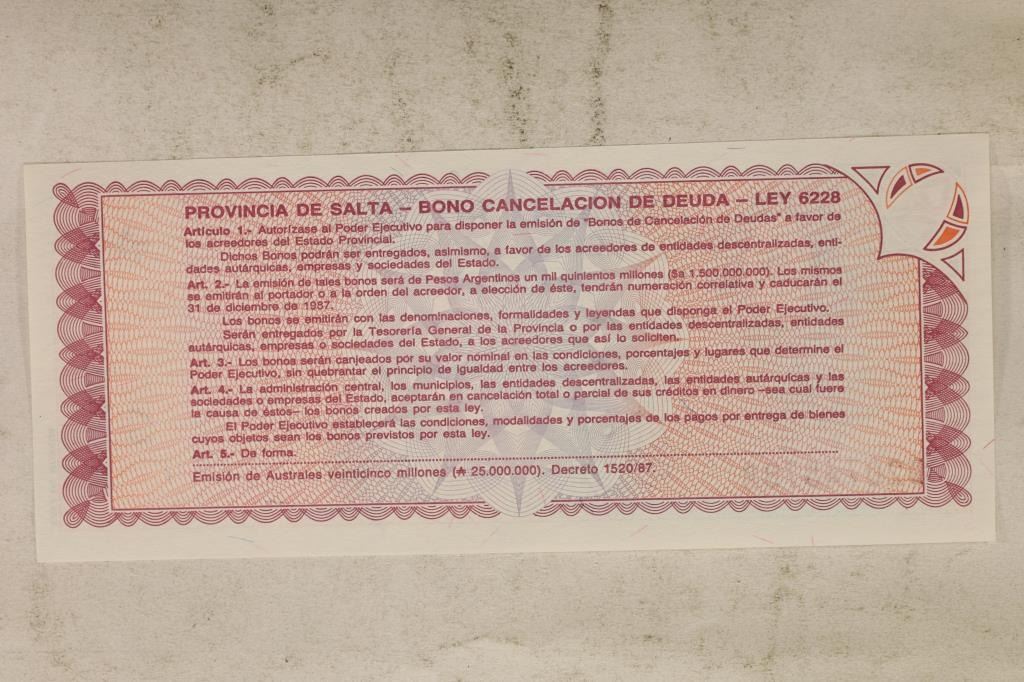 PROVINCIA DE SALTA – BONO CANCELACION DE DEUDA – LEY 6228
Artículo 1.- Autorízase al Poder Ejecutivo para disponer la emisión de "Bonos de Cancelación de Deudas" a favor de
los acreedores del Estado Provincial.
Dichos Bonos podrán ser entregados, asimismo, a favor de los acreedores de entidades descentralizadas, enti-
dades autárquicas, empresas y sociedades del Estado.
Art. 2.- La emisión de tales bonos será de Pesos Argentinos un mil quinientos millones ($a 1.500.000.000). Los mismos
se emitirán al portador o a la orden del acreedor, a elección de éste, tendrán numeración correlativa y caducarán el
31 de diciembre de 1987.
Los bonos se emitirán con las denominaciones, formalidades y leyendas que disponga el Poder Ejecutivo.
Serán entregados por la Tesorería General de la Provincia o por las entidades descentralizadas, entidades
autárquicas, empresas o sociedades del Estado, a los acreedores que así lo soliciten.
Art. 3.- Los bonos serán canjeados por su valor nominal en las condiciones, porcentajes y lugares que determine el
Poder Ejecutivo, sin quebrantar el principio de igualdad entre los acreedores.
Art. 4.- La administración central, los municipios, las entidades descentralizadas, las entidades autárquicas y las
sociedades o empresas del Estado, aceptarán en cancelación total o parcial de sus créditos en dinero –sea cual fuere
la causa de éstos– los bonos creados por esta ley.
El Poder Ejecutivo establecerá las condiciones, modalidades y porcentajes de los pagos por entrega de bienes
cuyos objetos sean los bonos previstos por esta ley.
Art. 5.- De forma.
Emisión de Australes veinticinco millones (₳ 25.000.000). Decreto 1520/87.